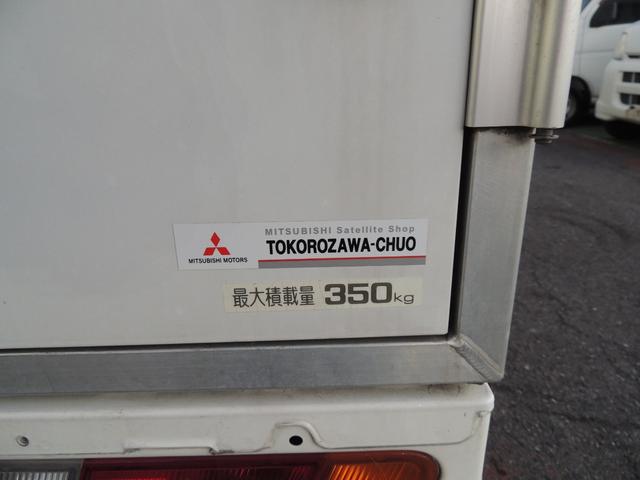 MITSUBISHI Satellite Shop
TOKOROZAWA-CHUO
MITSUBISHI MOTORS
最大積載量 350kg